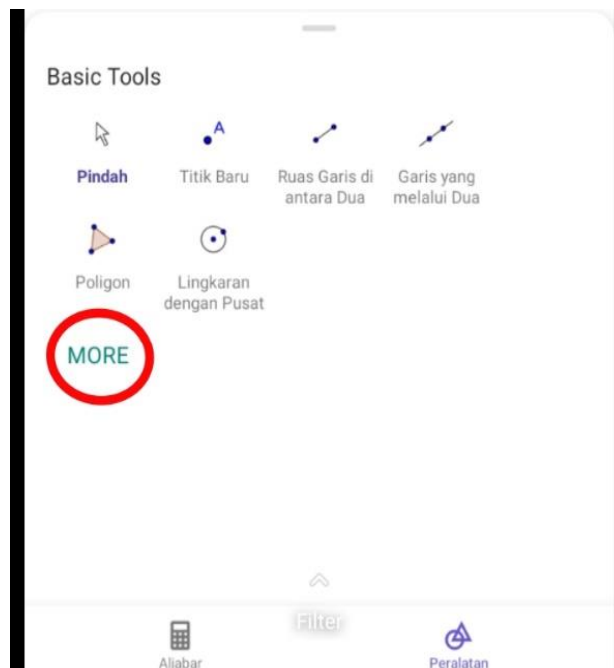 Basic Tools
A
Pindah
Titik Baru
Ruas Garis di
antara Dua
Garis yang
melalui Dua
Poligon
Lingkaran
dengan Pusat
MORE
Filter
Aljabar
Peralatan